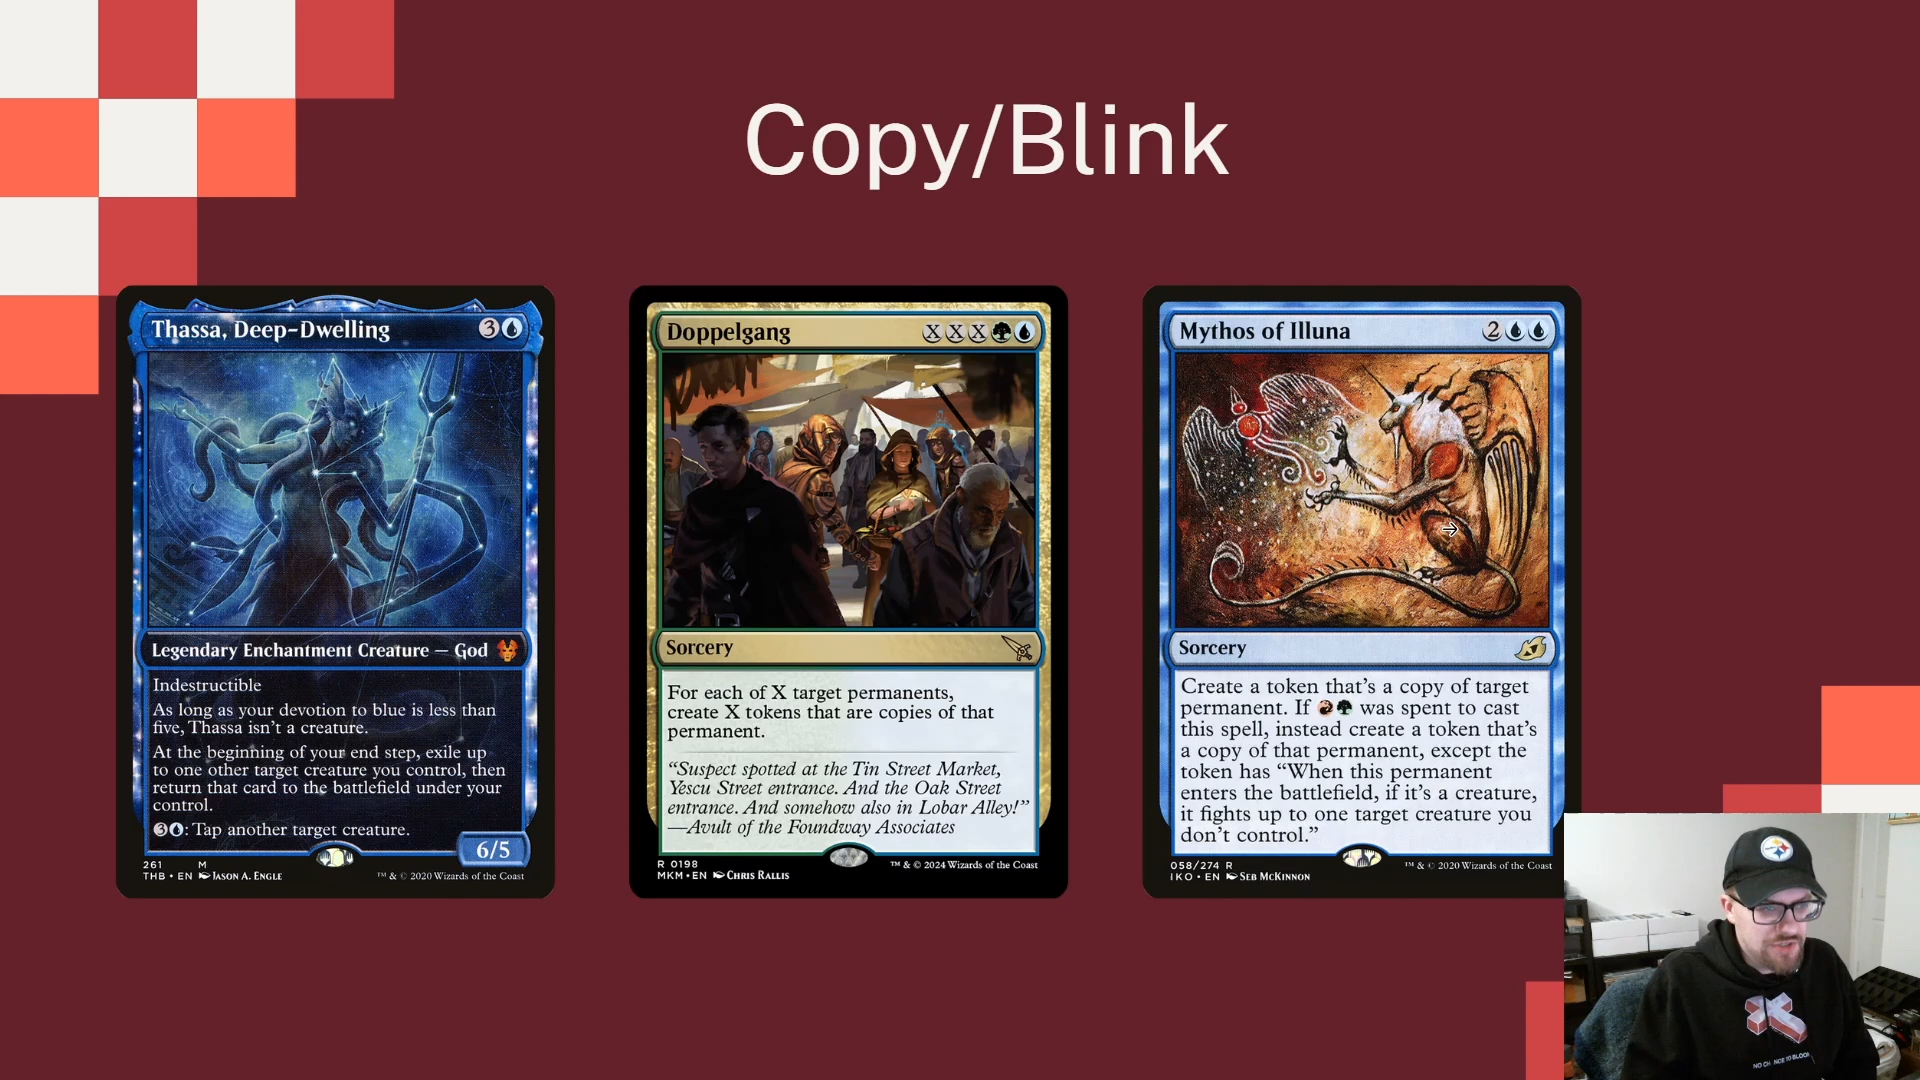 Copy/Blink
Thassa, Deep-Dwelling
3
Legendary Enchantment Creature — God
Indestructible
As long as your devotion to blue is less than
five, Thassa isn't a creature.
At the beginning of your end step, exile up
to one other target creature you control, then
return that card to the battlefield under your
control.
3: Tap another target creature.
6/5
261 M
THB • EN JASON A. ENGLE
™ & © 2020 Wizards of the Coast
Doppelgang
X X X
Sorcery
For each of X target permanents,
create X tokens that are copies of that
permanent.
“Suspect spotted at the Tin Street Market,
Yescu Street entrance. And the Oak Street
entrance. And somehow also in Lobar Alley!”
—Avult of the Foundway Associates
R 0198
MKM • EN CHRIS RALLIS
™ & © 2024 Wizards of the Coast
Mythos of Illuna
2
Sorcery
Create a token that's a copy of target
permanent. If was spent to cast
this spell, instead create a token that's
a copy of that permanent, except the
token has “When this permanent
enters the battlefield, if it's a creature,
it fights up to one target creature you
don't control.”
058/274 R
IKO • EN SEB MCKINNON
™ & © 2020 Wizards of the Coast
NO CHANCE TO BLOCK